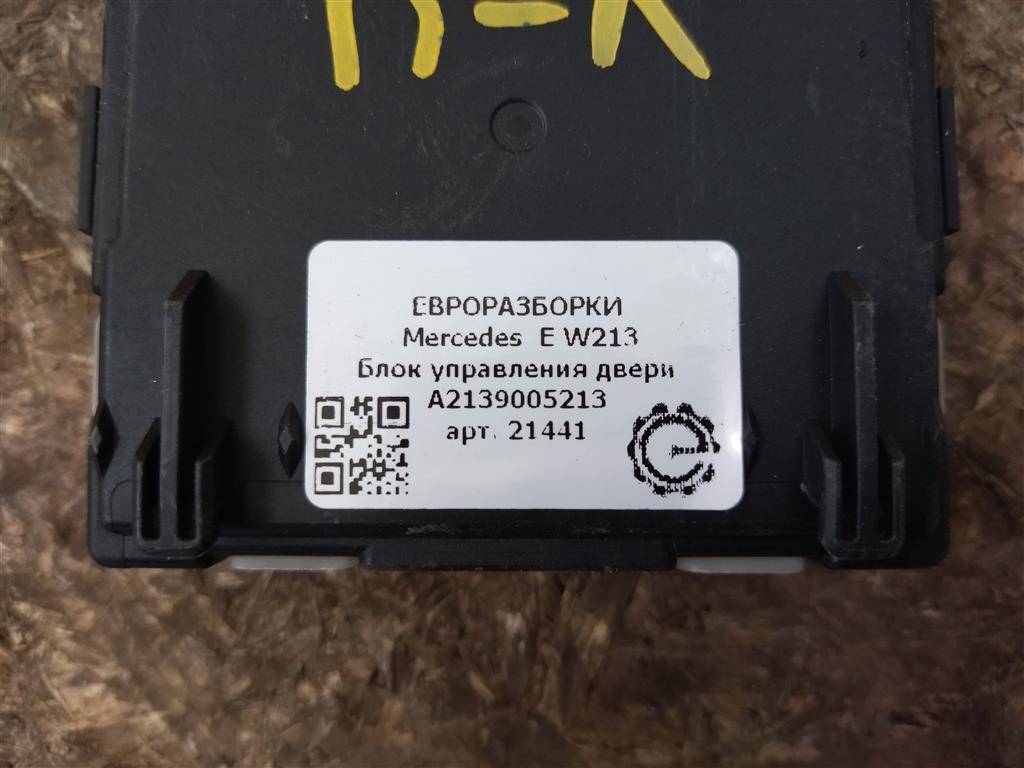 ЕВРОРАЗБОРКИ
Mercedes E W213
Блок управления двери
A2139005213
арт. 21441